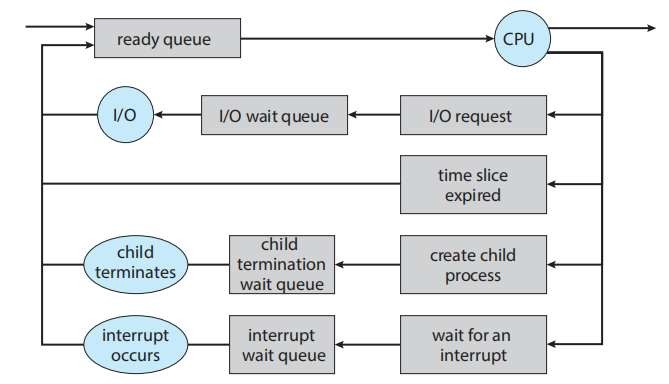 ready queue
CPU
I/O
I/O wait queue
I/O request
time slice
expired
child
terminates
child
termination
wait queue
create child
process
interrupt
occurs
interrupt
wait queue
wait for an
interrupt